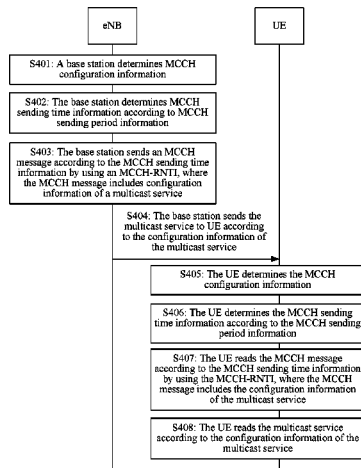 eNB
UE
S401: A base station determines MCCH
configuration information
S402: The base station determines MCCH
sending time information according to MCCH
sending period information
S403: The base station sends an MCCH
message according to the MCCH sending time
information by using an MCCH-RNTI, where
the MCCH message includes configuration
information of a multicast service
S404: The base station sends the
multicast service to UE according
to the configuration information of
the multicast service
S405: The UE determines the MCCH
configuration information
S406: The UE determines the MCCH sending
time information according to the MCCH sending
period information
S407: The UE reads the MCCH message
according to the MCCH sending time information
by using the MCCH-RNTI, where the MCCH
message includes the configuration information
of the multicast service
S408: The UE reads the multicast service
according to the configuration information of the
multicast service